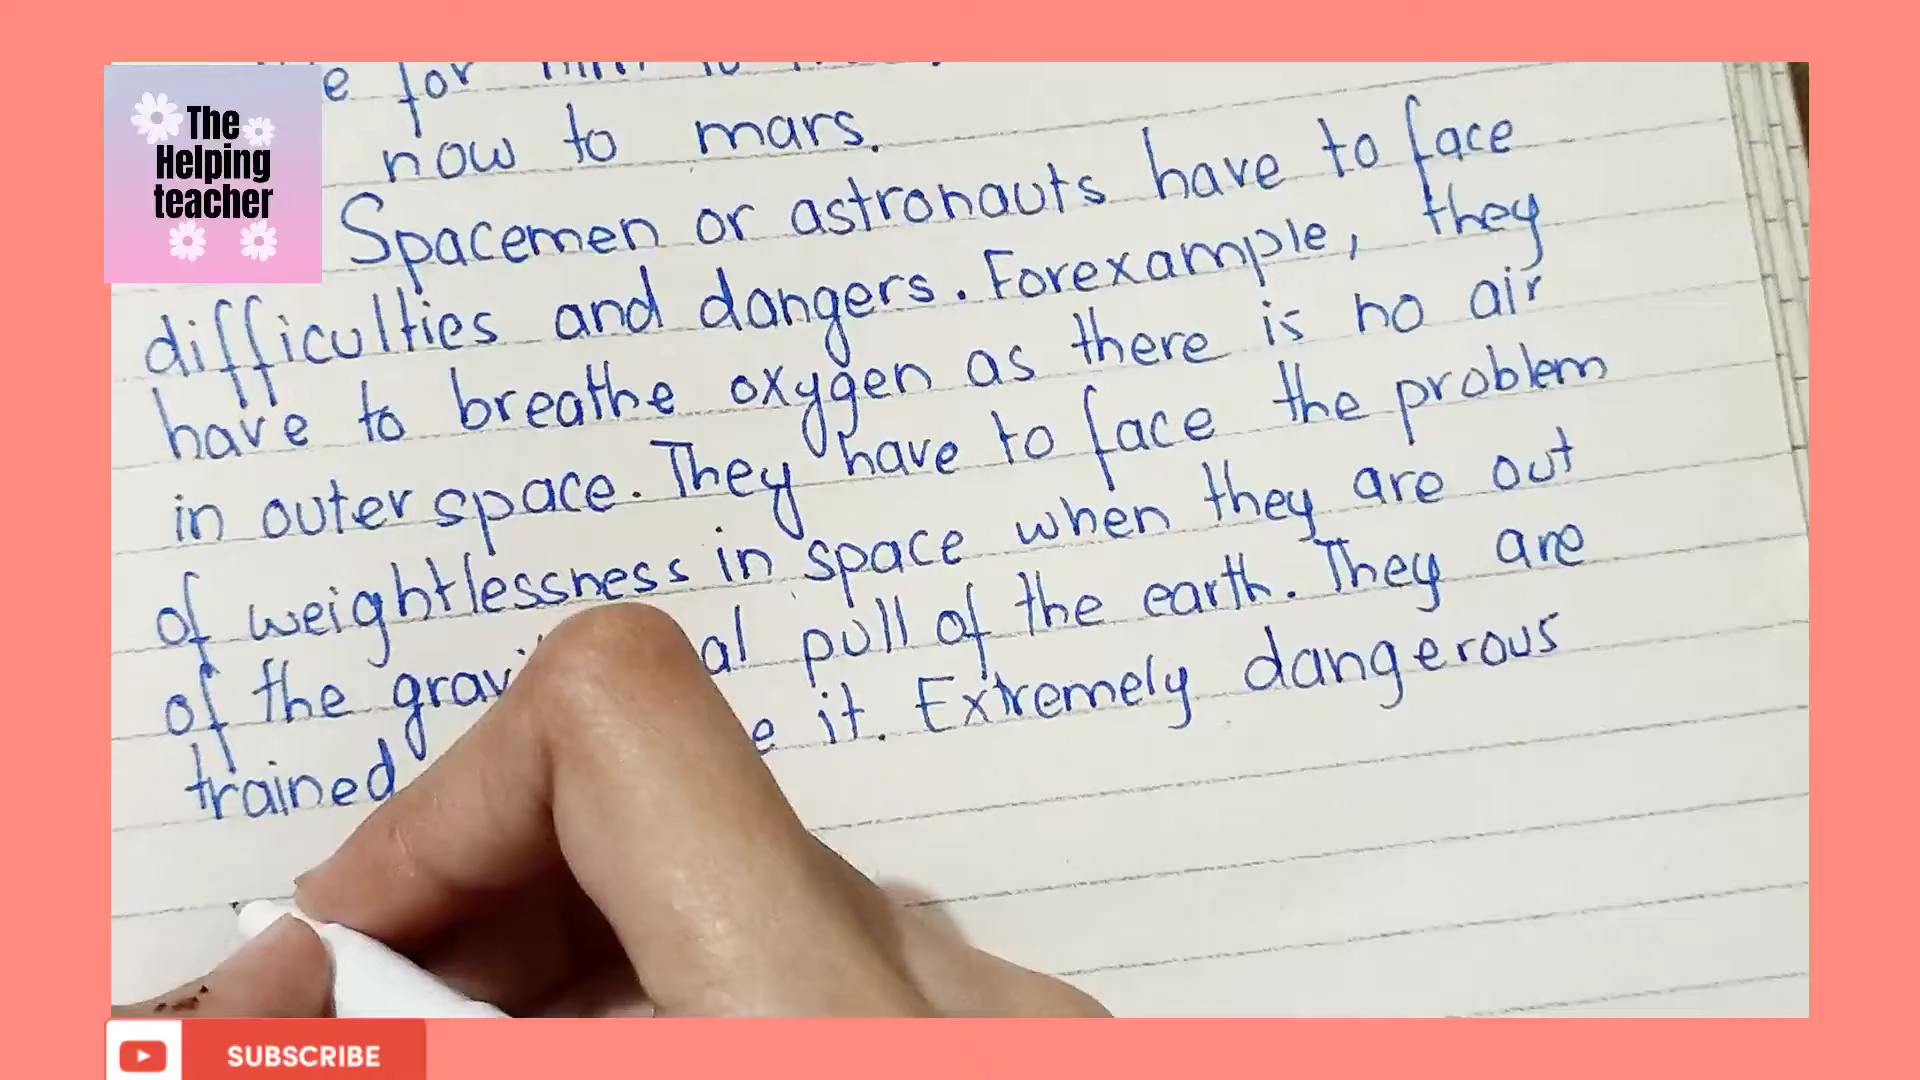 for him to
The
Helping
teacher
now to mars.
Spacemen or astronauts have to face
difficulties and dangers. Forexample, they
have to breathe oxygen as there is no air
in outer space. They have to face the problem
of weightlessness in space when they are out
of the gravi al pull of the earth. They are
trained e it. Extremely dangerous
SUBSCRIBE